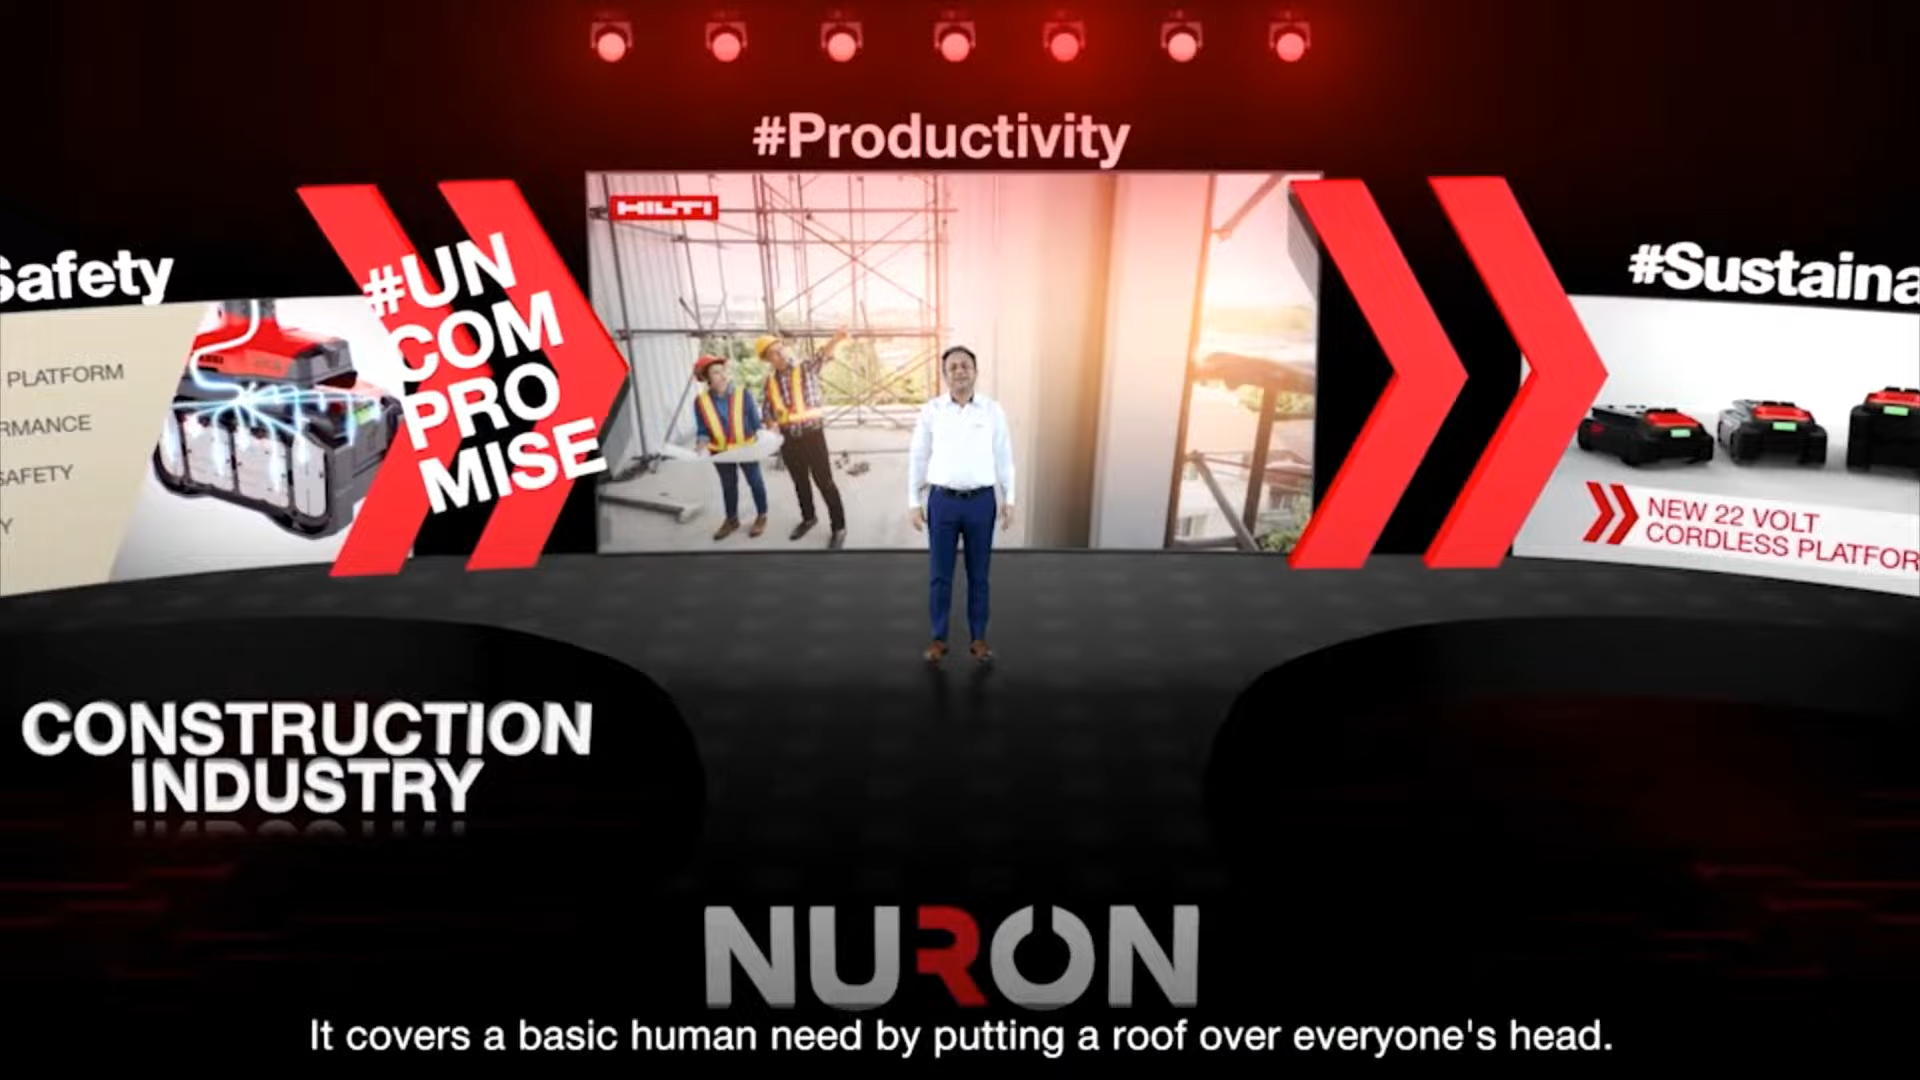 #Productivity
HILTI
Safety
#UN
COM
PRO
MISE
PLATFORM
RMANCE
SAFETY
Y
#Sustaina
NEW 22 VOLT
CORDLESS PLATFOR
CONSTRUCTION
INDUSTRY
NURON
It covers a basic human need by putting a roof over everyone's head.